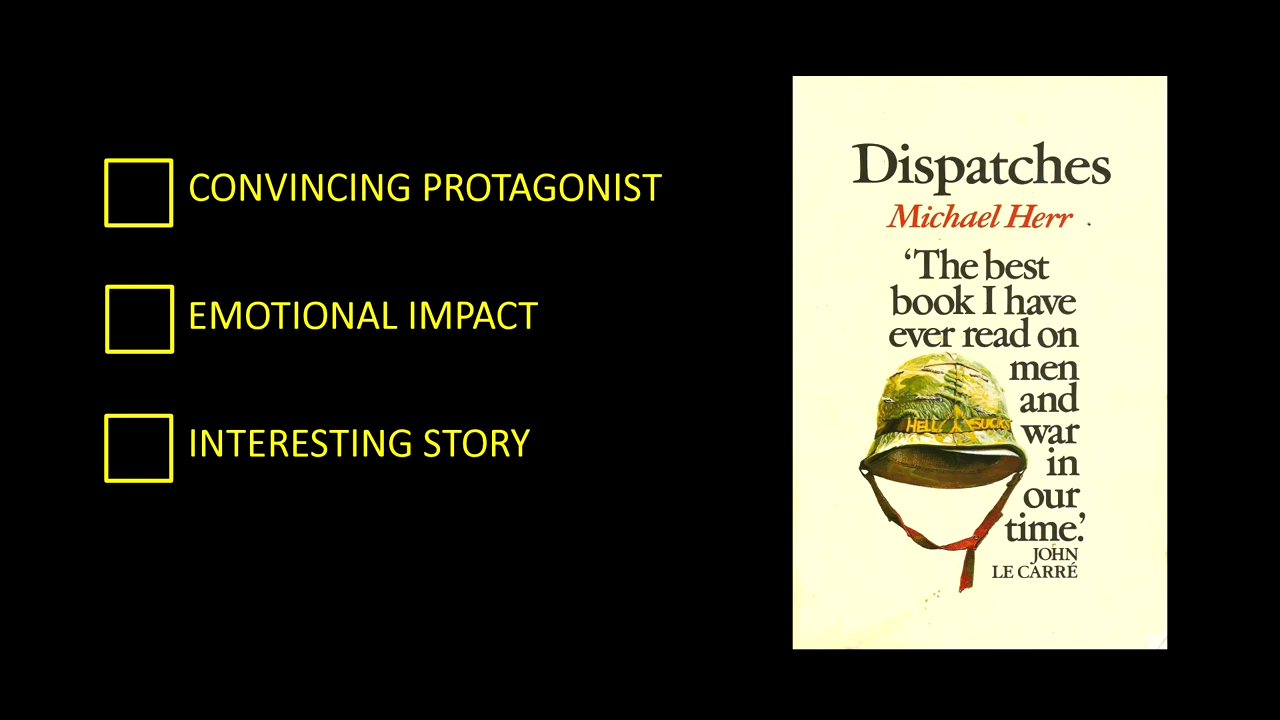 CONVINCING PROTAGONIST
EMOTIONAL IMPACT
INTERESTING STORY
Dispatches
Michael Herr
‘The best
book I have
ever read on
men
and
war
in
our
time.’
JOHN
LE CARRÉ
HELL SUCKS